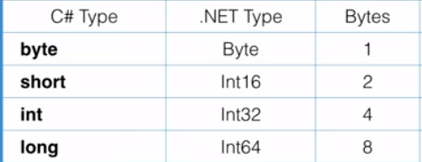 C# Type .NET Type Bytes
byte Byte 1
short Int16 2
int Int32 4
long Int64 8